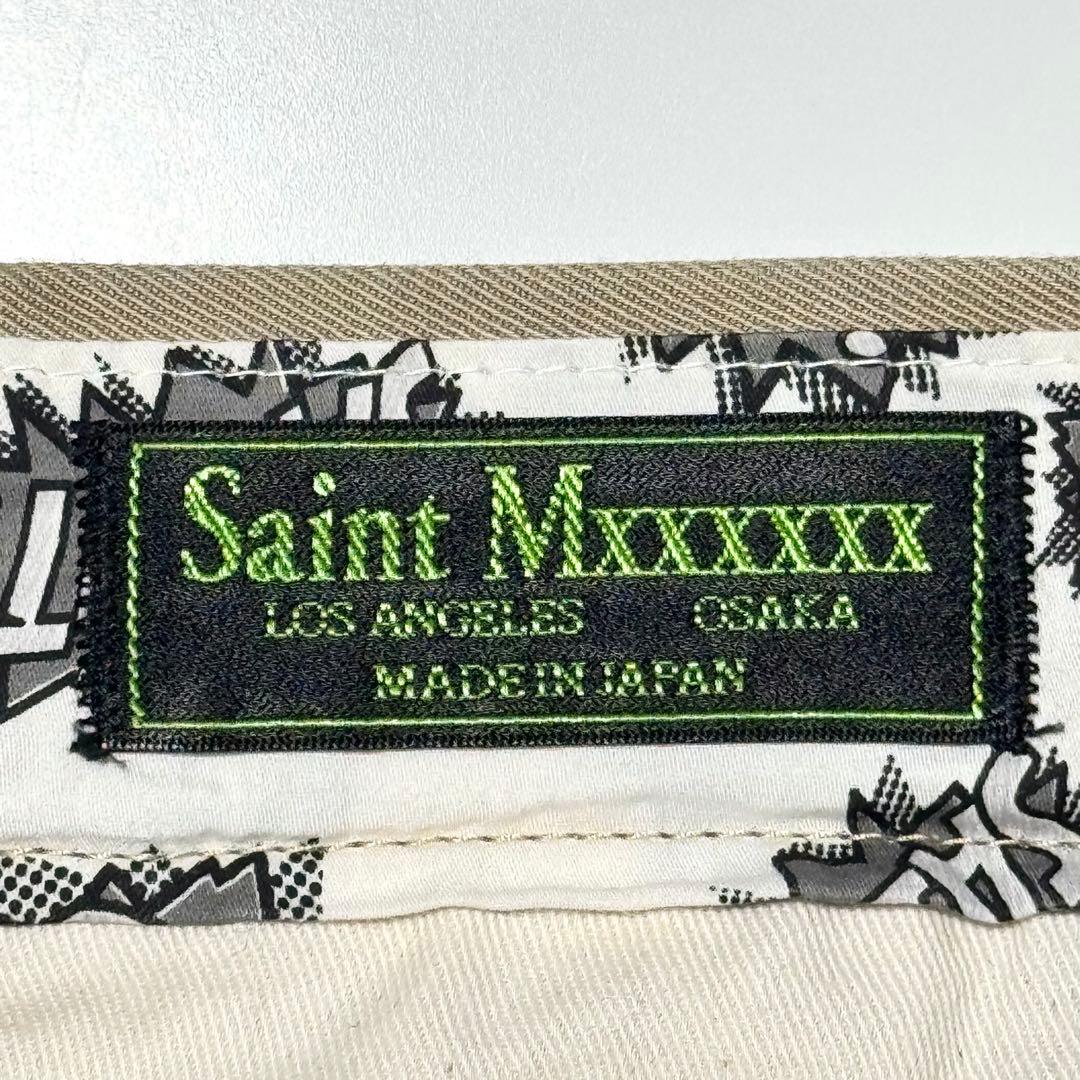 Saint Mxxxxxx
LOS ANGELES OSAKA
MADE IN JAPAN